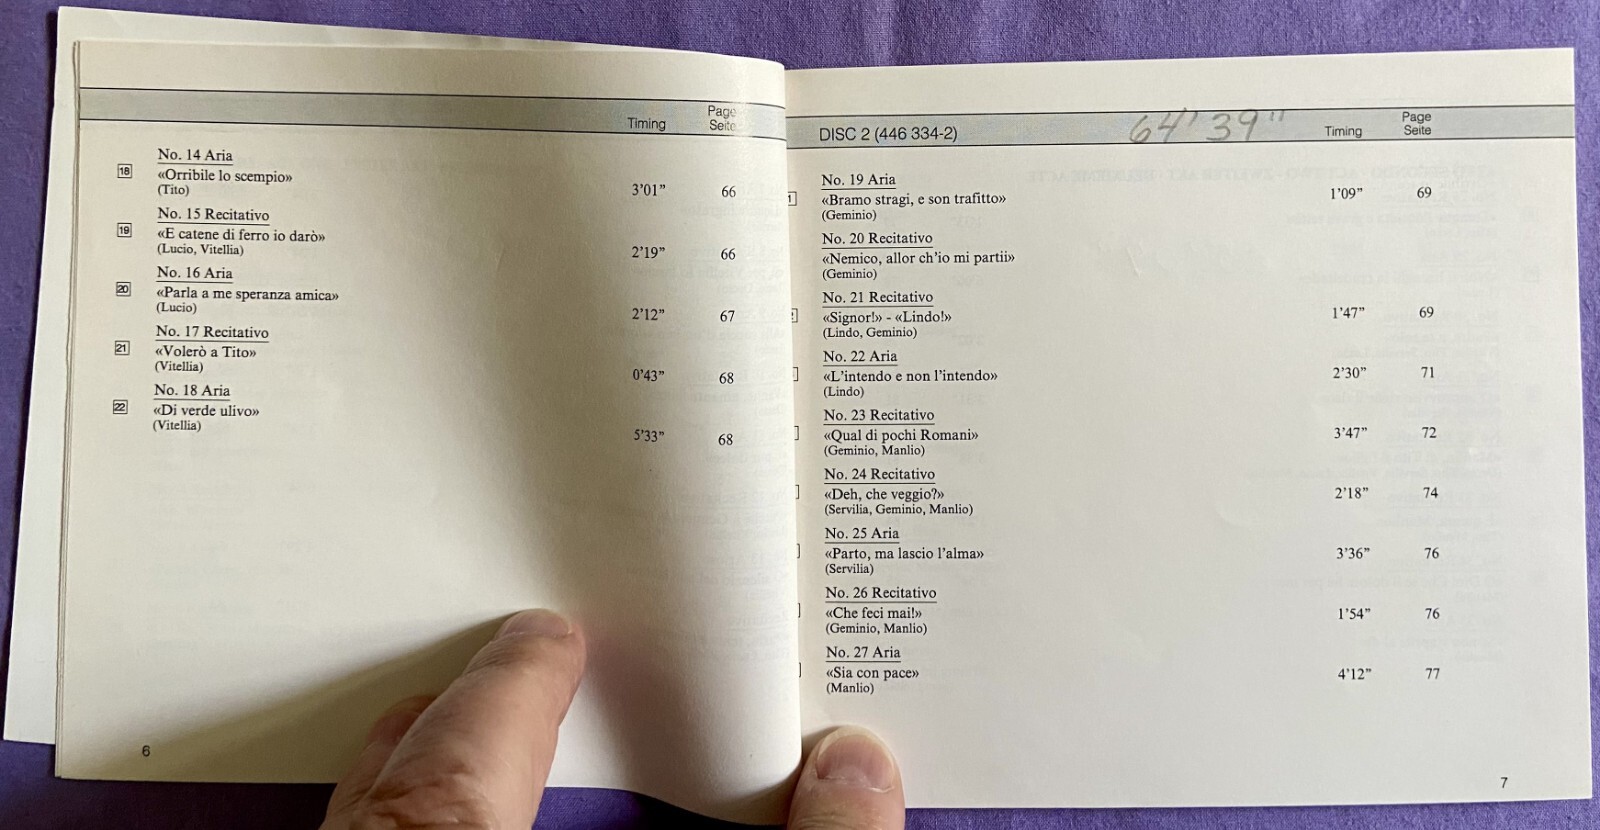 Timing
Page
Seite
No. 14 Aria
18 «Orribile lo scempio» 3’01” 66
(Tito)
No. 15 Recitativo
19 «E catene di ferro io darò» 2’19” 66
(Lucio, Vitellia)
No. 16 Aria
20 «Parla a me speranza amica» 2’12” 67
(Lucio)
No. 17 Recitativo
21 «Volerò a Tito» 0’43” 68
(Vitellia)
No. 18 Aria
22 «Di verde ulivo» 5’33” 68
(Vitellia)
6
DISC 2 (446 334-2) 64'39" Timing
Page
Seite
No. 19 Aria
«Bramo stragi, e son trafitto» 1’09” 69
(Geminio)
No. 20 Recitativo
«Nemico, allor ch’io mi partii»
(Geminio)
No. 21 Recitativo
«Signor!» - «Lindo!» 1’47” 69
(Lindo, Geminio)
No. 22 Aria
«L’intendo e non l’intendo» 2’30” 71
(Lindo)
No. 23 Recitativo
«Qual di pochi Romani» 3’47” 72
(Geminio, Manlio)
No. 24 Recitativo
«Deh, che veggio?» 2’18” 74
(Servilia, Geminio, Manlio)
No. 25 Aria
«Parto, ma lascio l’alma» 3’36” 76
(Servilia)
No. 26 Recitativo
«Che feci mai!» 1’54” 76
(Geminio, Manlio)
No. 27 Aria
«Sia con pace» 4’12” 77
(Manlio)
7